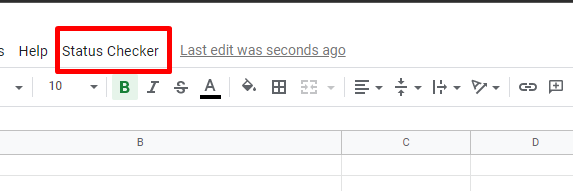 s Help Status Checker Last edit was seconds ago
10 B I S A
B C D